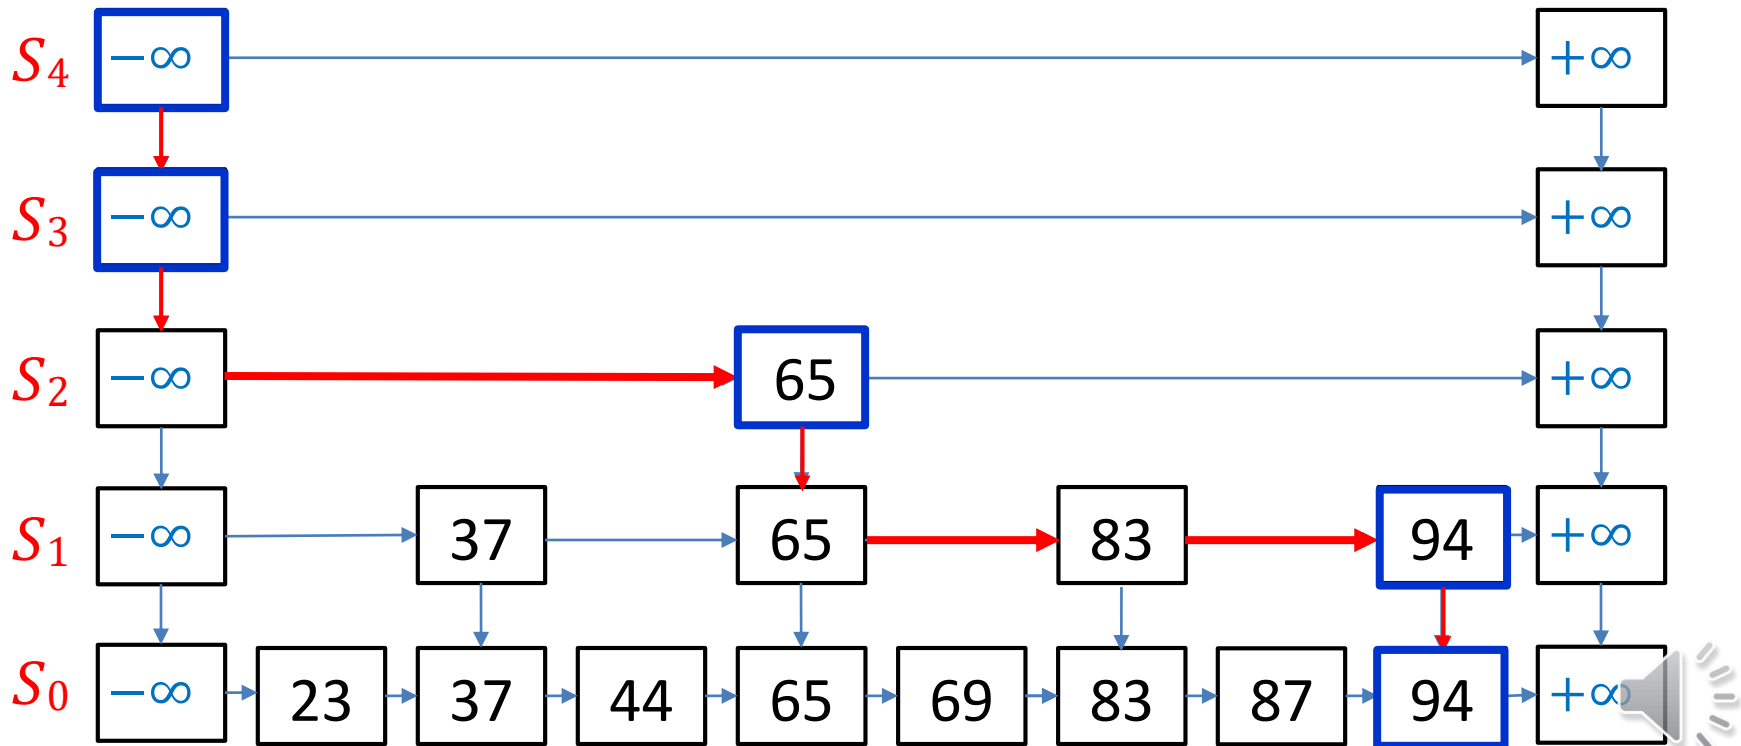 S4 −∞ +∞
S3 −∞ +∞
S2 −∞ 65 +∞
S1 −∞ 37 65 83 94 +∞
S0 −∞ 23 37 44 65 69 83 87 94 +∞